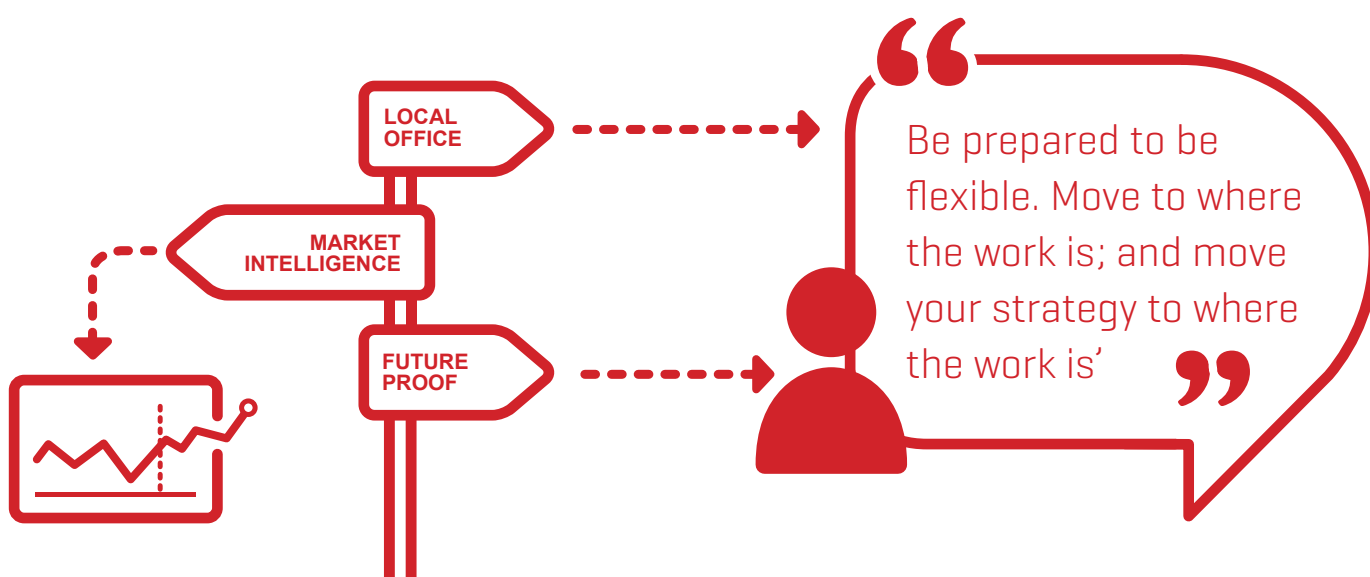 LOCAL
OFFICE
MARKET
INTELLIGENCE
FUTURE
PROOF
“
Be prepared to be
flexible. Move to where
the work is; and move
your strategy to where
the work is’
”